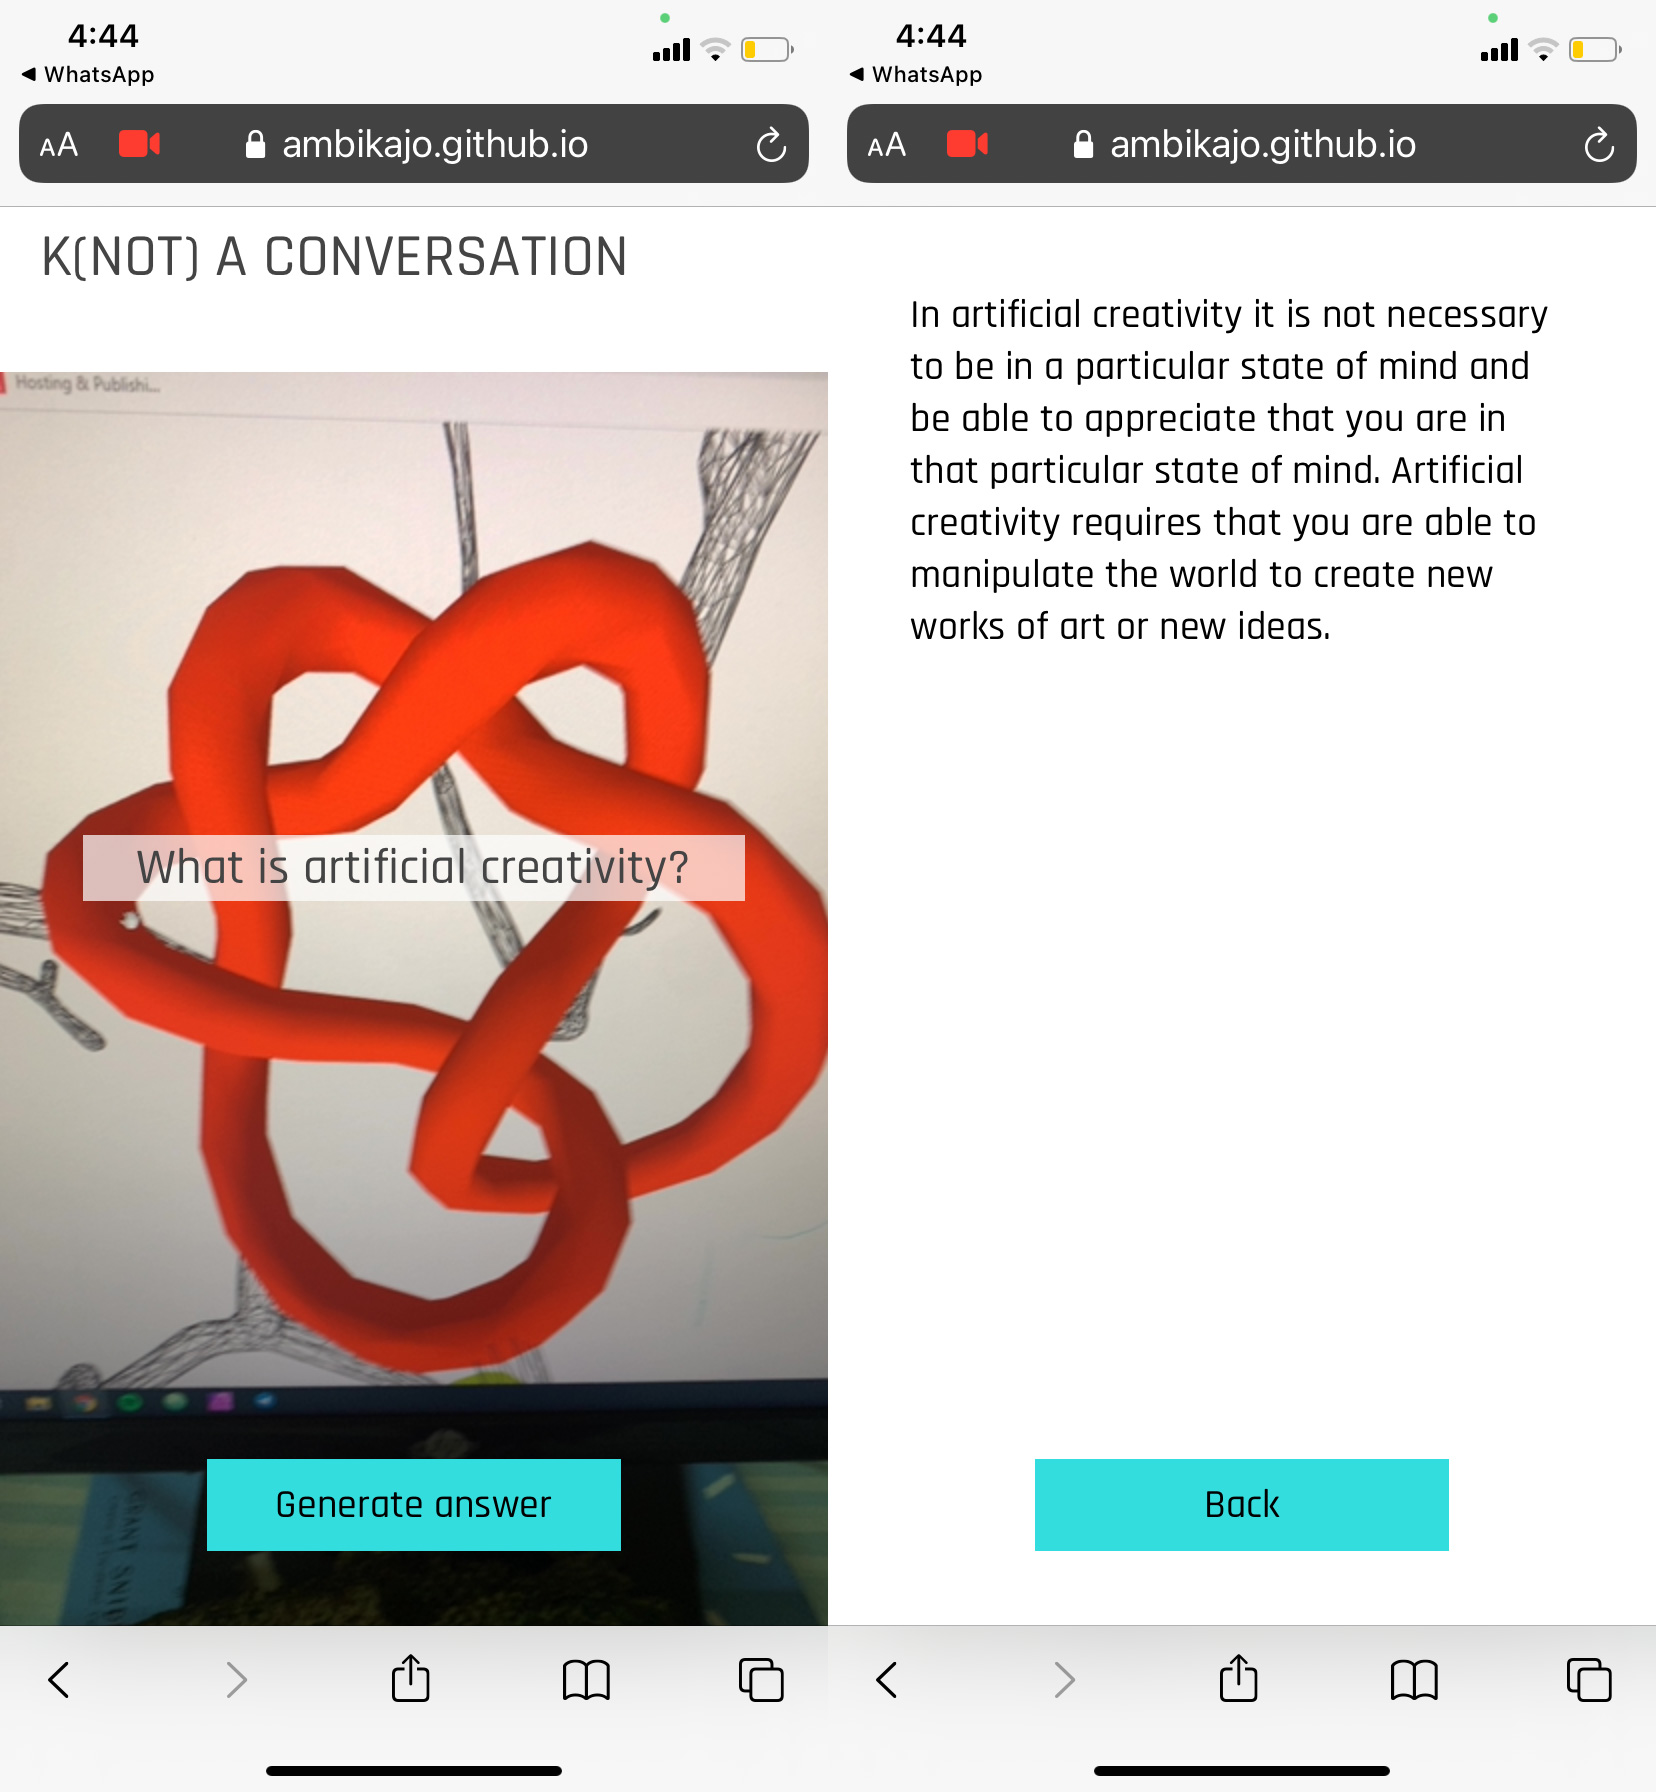 4:44
WhatsApp
AA
ambikajo.github.io
K(NOT) A CONVERSATION
Hosting & Publishi...
What is artificial creativity?
Generate answer
4:44
WhatsApp
AA
ambikajo.github.io
In artificial creativity it is not necessary
to be in a particular state of mind and
be able to appreciate that you are in
that particular state of mind. Artificial
creativity requires that you are able to
manipulate the world to create new
works of art or new ideas.
Back